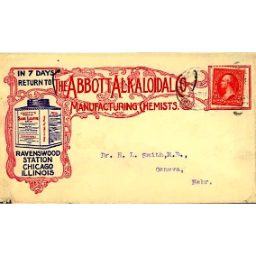 IN 7 DAYS
RETURN TO
THE ABBOTT ALKALOIDAL CO.
MANUFACTURING CHEMISTS.
RAVENSWOOD
STATION
CHICAGO
ILLINOIS
Dr. H. L. Smith, M.D.,
Geneva,
Nebr.